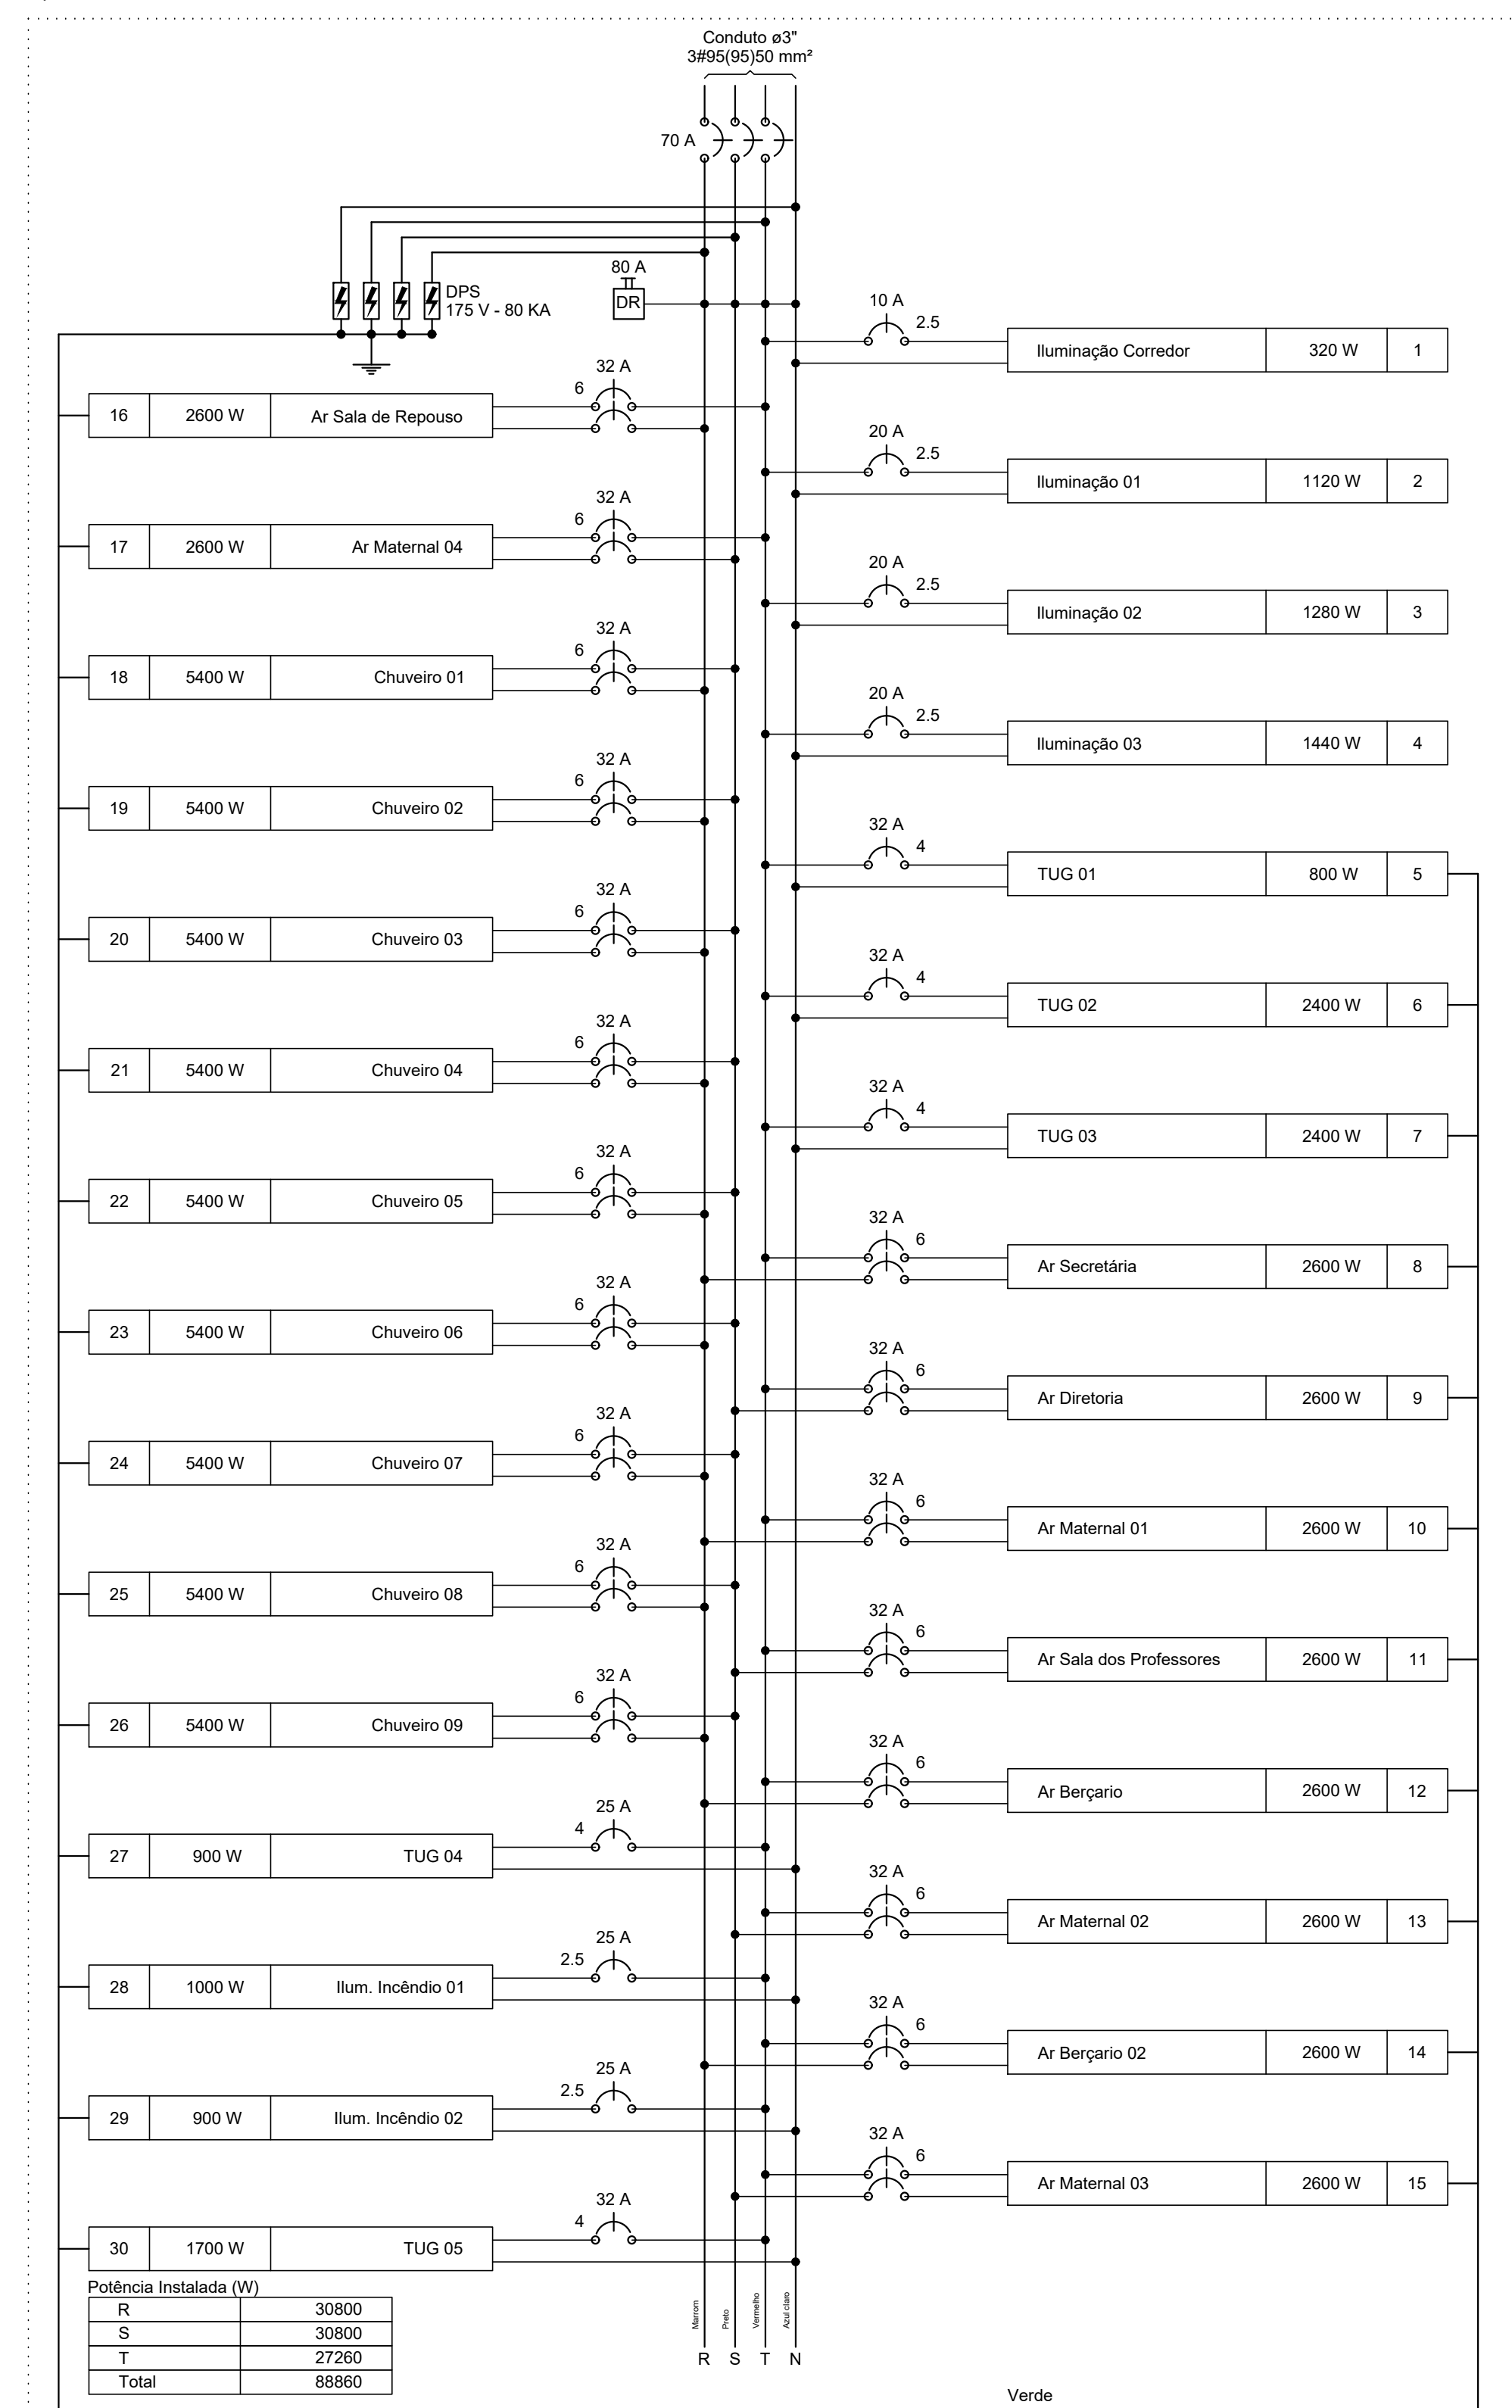 Conduto ø3"
3#95(95)50 mm²
70 A
80 A
DR
DPS
175 V - 80 KA
10 A
2.5
Iluminação Corredor 320 W 1
32 A
6
16 2600 W Ar Sala de Repouso
20 A
2.5
Iluminação 01 1120 W 2
32 A
6
17 2600 W Ar Maternal 04
20 A
2.5
Iluminação 02 1280 W 3
32 A
6
18 5400 W Chuveiro 01
20 A
2.5
Iluminação 03 1440 W 4
32 A
6
19 5400 W Chuveiro 02
32 A
4
TUG 01 800 W 5
32 A
6
20 5400 W Chuveiro 03
32 A
4
TUG 02 2400 W 6
32 A
6
21 5400 W Chuveiro 04
32 A
4
TUG 03 2400 W 7
32 A
6
22 5400 W Chuveiro 05
32 A
6
Ar Secretária 2600 W 8
32 A
6
23 5400 W Chuveiro 06
32 A
6
Ar Diretoria 2600 W 9
32 A
6
24 5400 W Chuveiro 07
32 A
6
Ar Maternal 01 2600 W 10
32 A
6
25 5400 W Chuveiro 08
32 A
6
Ar Sala dos Professores 2600 W 11
32 A
6
26 5400 W Chuveiro 09
32 A
6
Ar Berçario 2600 W 12
25 A
4
27 900 W TUG 04
32 A
6
Ar Maternal 02 2600 W 13
25 A
2.5
28 1000 W Ilum. Incêndio 01
32 A
6
Ar Berçario 02 2600 W 14
25 A
2.5
29 900 W Ilum. Incêndio 02
32 A
6
Ar Maternal 03 2600 W 15
32 A
4
30 1700 W TUG 05
Potência Instalada (W)
R 30800
S 30800
T 27260
Total 88860
Marrom
Preto
Vermelho
Azul claro
R S T N
Verde